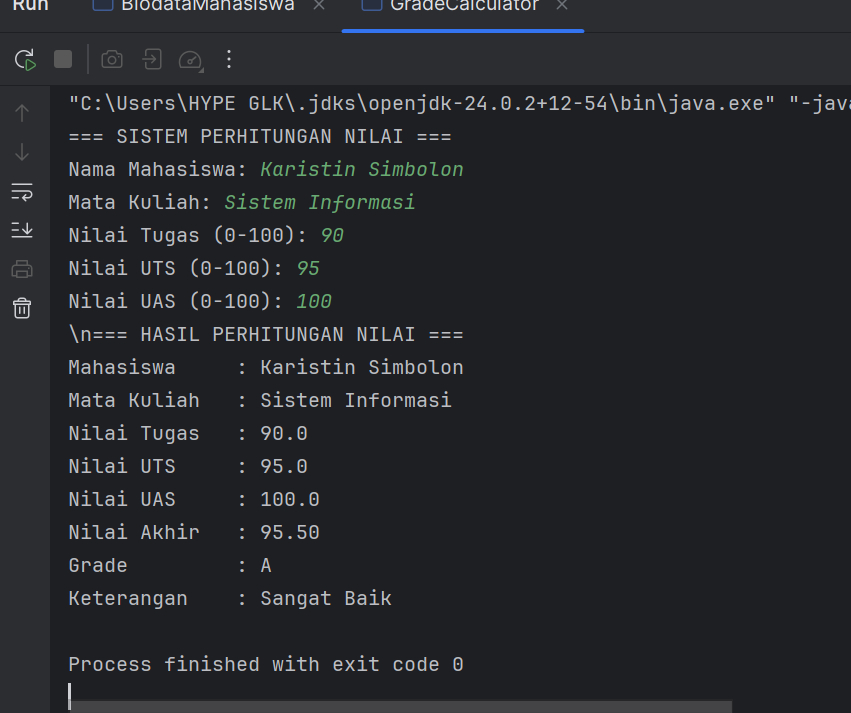 Run BiodataMahasiswa GradeCalculator
"C:\Users\HYPE GLK\.jdks\openjdk-24.0.2+12-54\bin\java.exe" "-java
=== SISTEM PERHITUNGAN NILAI ===
Nama Mahasiswa: Karistin Simbolon
Mata Kuliah: Sistem Informasi
Nilai Tugas (0-100): 90
Nilai UTS (0-100): 95
Nilai UAS (0-100): 100
\n=== HASIL PERHITUNGAN NILAI ===
Mahasiswa     : Karistin Simbolon
Mata Kuliah   : Sistem Informasi
Nilai Tugas   : 90.0
Nilai UTS     : 95.0
Nilai UAS     : 100.0
Nilai Akhir   : 95.50
Grade         : A
Keterangan    : Sangat Baik
Process finished with exit code 0